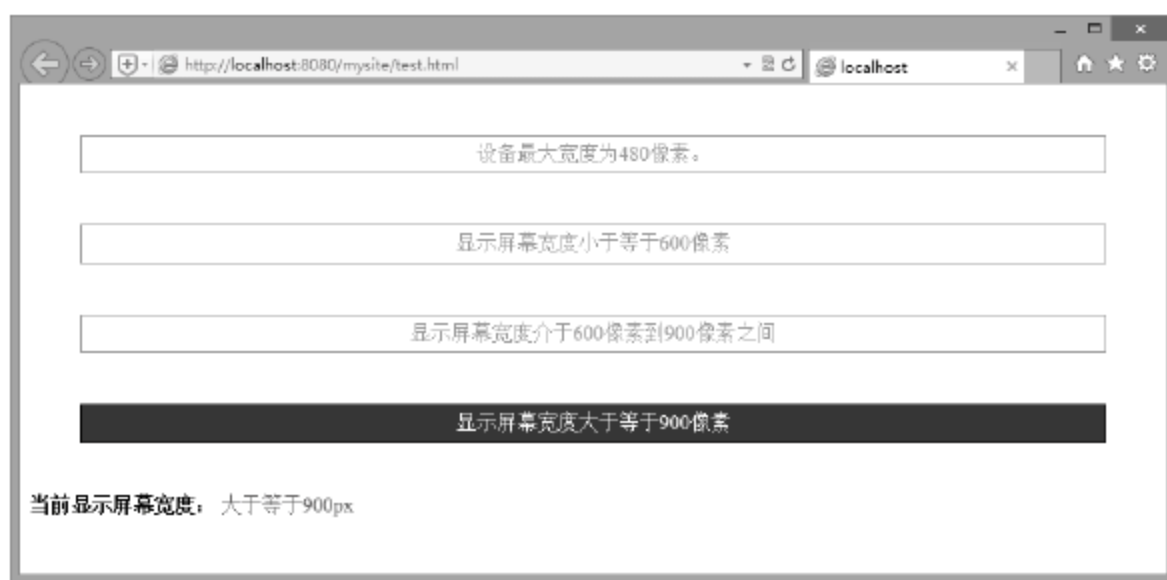 http://localhost:8080/mysite/test.html
localhost
设备最大宽度为480像素。
显示屏幕宽度小于等于600像素
显示屏幕宽度介于600像素到900像素之间
显示屏幕宽度大于等于900像素
当前显示屏幕宽度： 大于等于900px